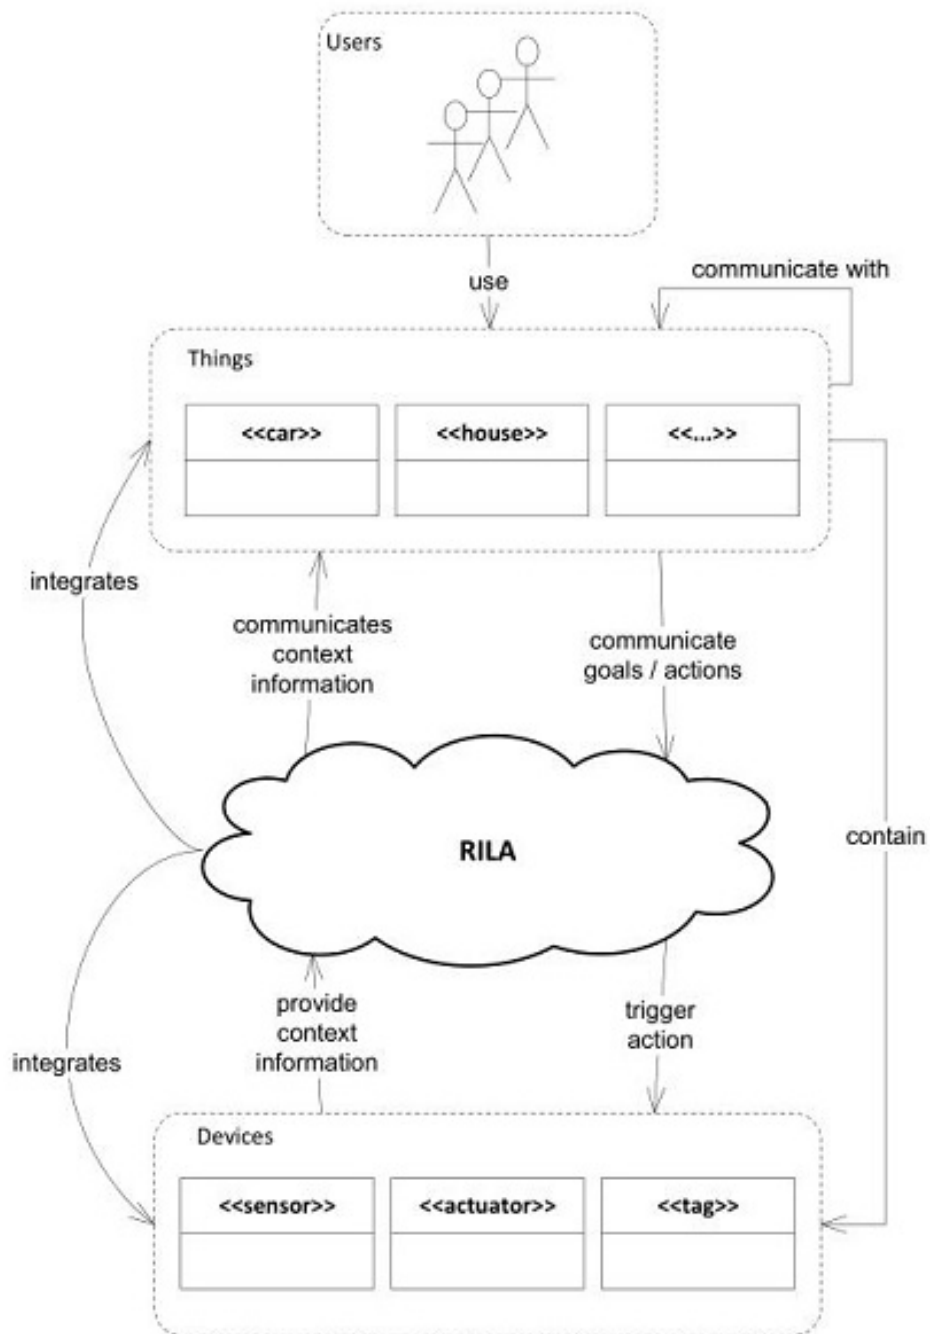 Users
use
communicate with
Things
<<car>>
<<house>>
<<...>>
integrates
communicates
context
information
communicate
goals / actions
RILA
contain
provide
context
information
trigger
action
integrates
Devices
<<sensor>>
<<actuator>>
<<tag>>